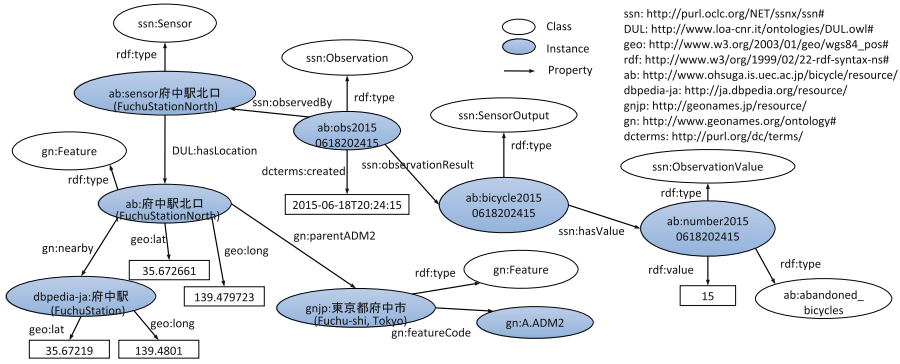 ssn:Sensor
rdf:type
ab:sensor府中駅北口
(FuchuStationNorth)
ssn:Observation
rdf:type
ssn:observedBy
ab:obs2015
0618202415
dcterms:created
2015-06-18T20:24:15
ssn:observationResult
ssn:SensorOutput
rdf:type
ab:bicycle2015
0618202415
ssn:hasValue
ssn:ObservationValue
rdf:type
ab:number2015
0618202415
rdf:value
15
rdf:type
ab:abandoned_
bicycles
DUL:hasLocation
gn:Feature
rdf:type
ab:府中駅北口
(FuchuStationNorth)
gn:nearby
geo:lat
35.672661
geo:long
139.479723
gn:parentADM2
dbpedia-ja:府中駅
(FuchuStation)
geo:lat
35.67219
geo:long
139.4801
gnjp:東京都府中市
(Fuchu-shi, Tokyo)
rdf:type
gn:Feature
gn:featureCode
gn:A.ADM2
Class
Instance
Property
ssn: http://purl.oclc.org/NET/ssnx/ssn#
DUL: http://www.loa-cnr.it/ontologies/DUL.owl#
geo: http://www.w3.org/2003/01/geo/wgs84_pos#
rdf: http://www.w3/org/1999/02/22-rdf-syntax-ns#
ab: http://www.ohsuga.is.uec.ac.jp/bicycle/resource/
dbpedia-ja: http://ja.dbpedia.org/resource/
gnjp: http://geonames.jp/resource/
gn: http://www.geonames.org/ontology#
dcterms: http://purl.org/dc/terms/